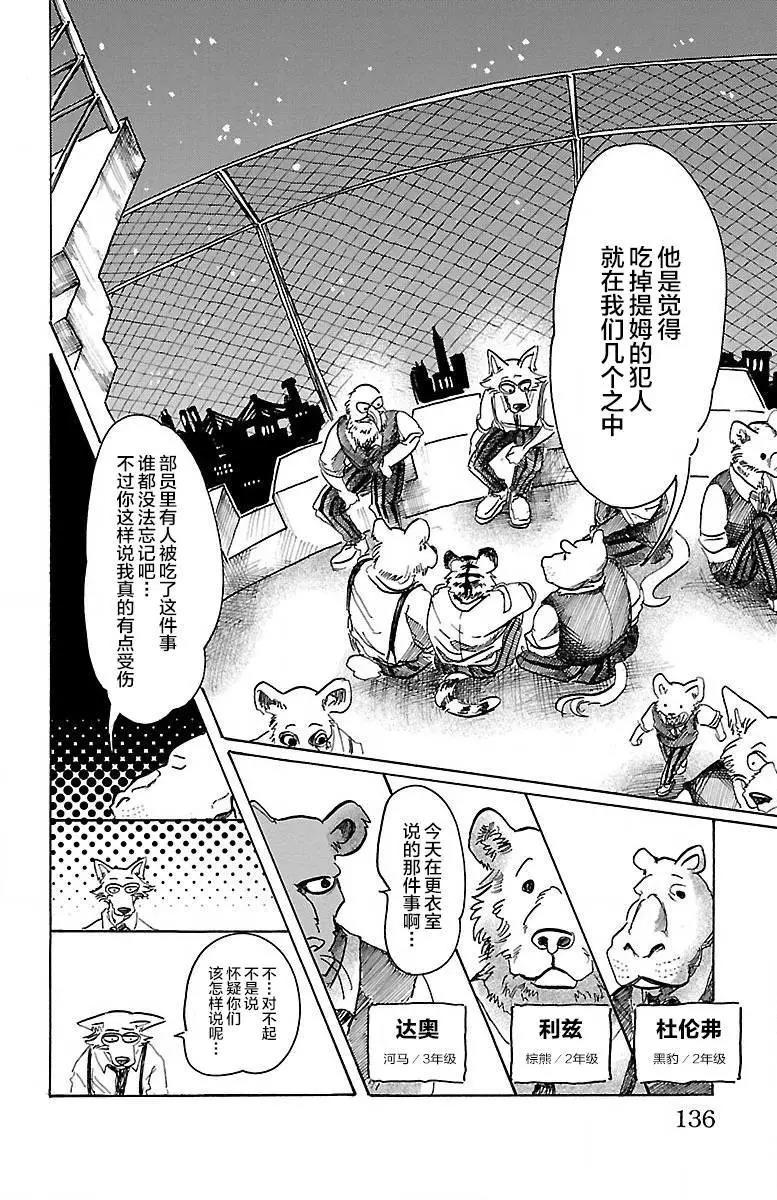 他是觉得
吃掉提姆的犯人
就在我们几个之中
部员里有人被吃了这件事
谁都没法忘记吧…
不过你这样说我真的有点受伤
今天在更衣室
说的那件事啊…
杜伦弗
黑豹／2年级
利兹
棕熊／2年级
达奥
河马／3年级
不…对不起
不是说
怀疑你们
该怎样说呢…
136